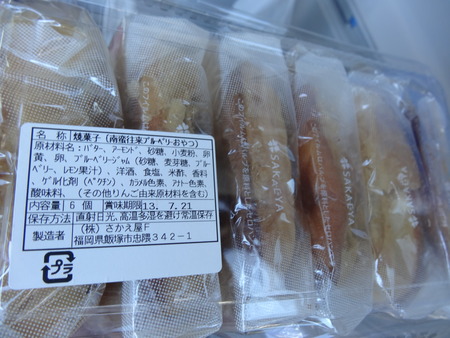 名 称 焼菓子 (南蛮往来ブルーベリーおやつ)
原材料名：バター、アーモンド、砂糖、小麦粉、卵
黄、卵、ブルーベリージャム(砂糖、麦芽糖、ブル
ーベリー、レモン果汁)、洋酒、食塩、米酢、香料、
ゲル化剤(ペクチン)、カラメル色素、アナトー色素、
酸味料、(その他りんご由来原材料を含む)
内容量 6 個 賞味期限 13. 7. 21
保存方法 直射日光、高温多湿を避け常温保存
製造者 (株) さかえ屋F
福岡県飯塚市忠隈342-1
プラ
SAKAEYA
SAKAEYA
SAKAEYA
SAKAEYA